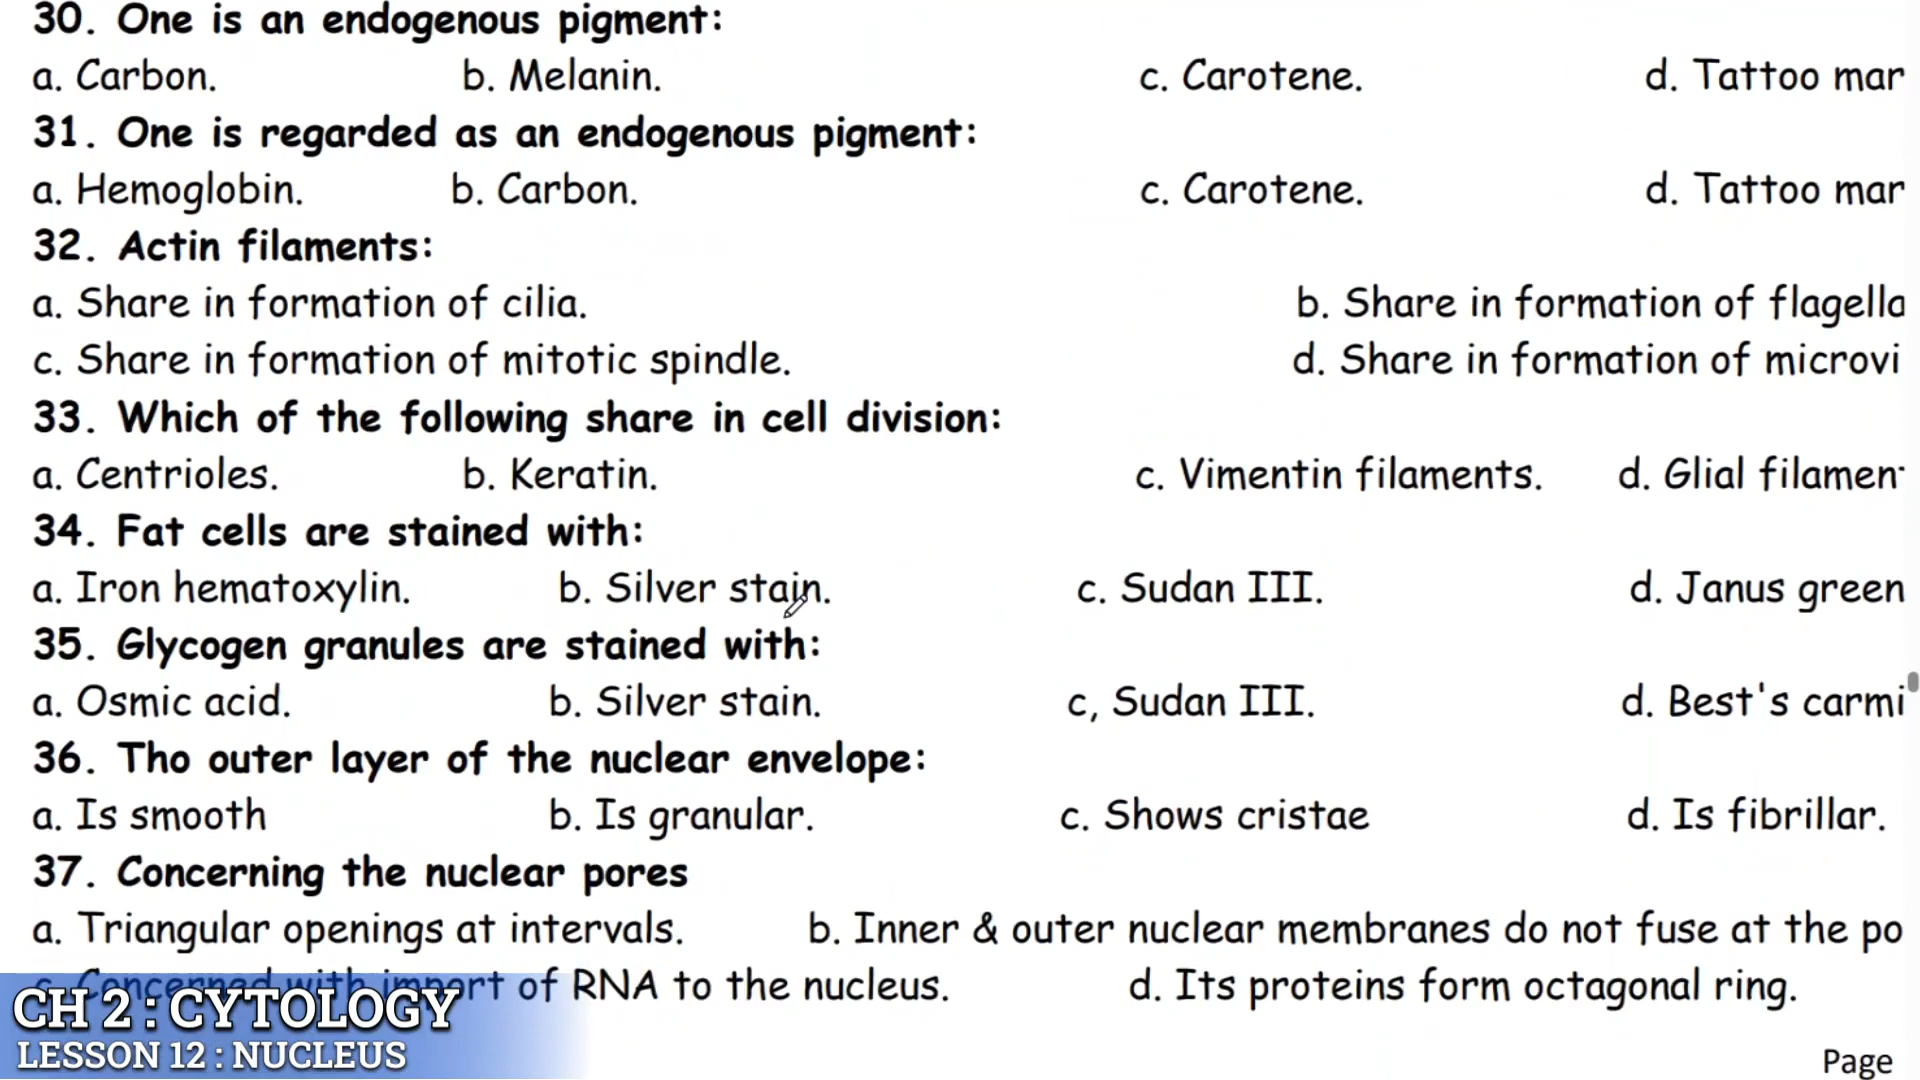 30. One is an endogenous pigment:
a. Carbon. b. Melanin. c. Carotene. d. Tattoo mar
31. One is regarded as an endogenous pigment:
a. Hemoglobin. b. Carbon. c. Carotene. d. Tattoo mar
32. Actin filaments:
a. Share in formation of cilia. b. Share in formation of flagella
c. Share in formation of mitotic spindle. d. Share in formation of microvi
33. Which of the following share in cell division:
a. Centrioles. b. Keratin. c. Vimentin filaments. d. Glial filamen
34. Fat cells are stained with:
a. Iron hematoxylin. b. Silver stain. c. Sudan III. d. Janus green
35. Glycogen granules are stained with:
a. Osmic acid. b. Silver stain. c, Sudan III. d. Best's carmi
36. Tho outer layer of the nuclear envelope:
a. Is smooth b. Is granular. c. Shows cristae d. Is fibrillar.
37. Concerning the nuclear pores
a. Triangular openings at intervals. b. Inner & outer nuclear membranes do not fuse at the po
c. Concerned with import of RNA to the nucleus. d. Its proteins form octagonal ring.
CH 2 : CYTOLOGY
LESSON 12 : NUCLEUS
Page